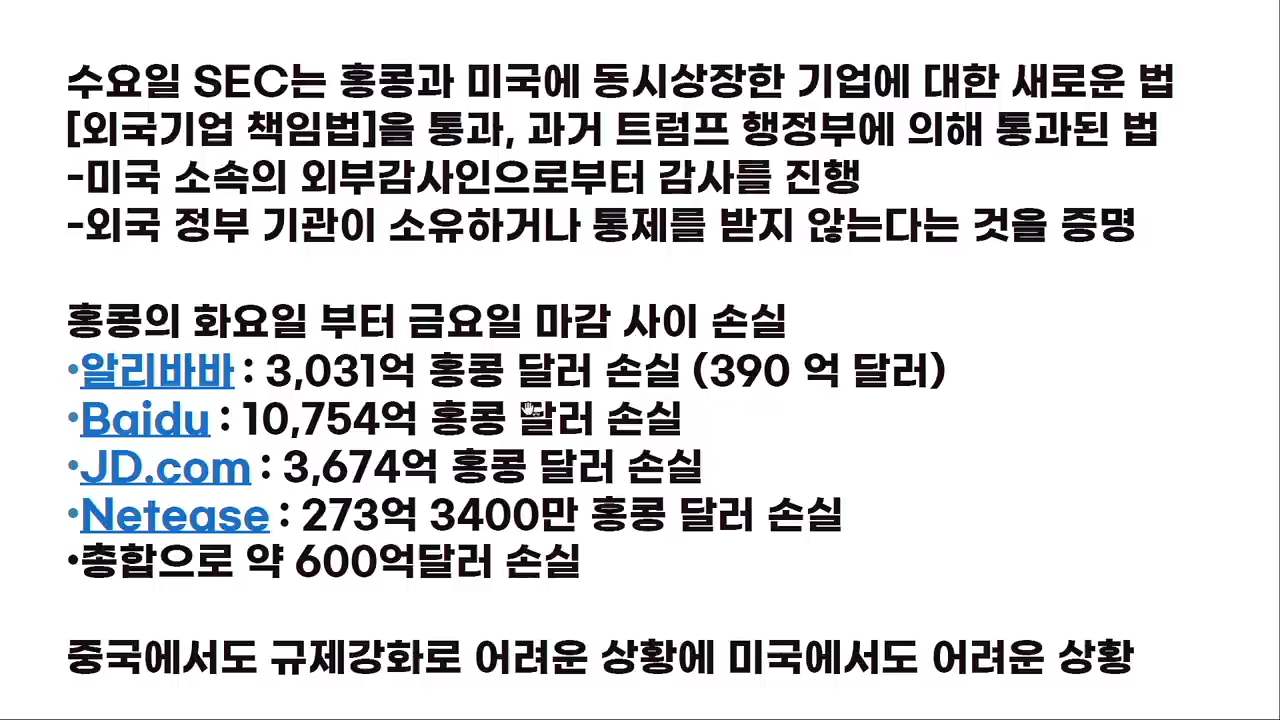 수요일 SEC는 홍콩과 미국에 동시상장한 기업에 대한 새로운 법
[외국기업 책임법]을 통과, 과거 트럼프 행정부에 의해 통과된 법
-미국 소속의 외부감사인으로부터 감사를 진행
-외국 정부 기관이 소유하거나 통제를 받지 않는다는 것을 증명
홍콩의 화요일 부터 금요일 마감 사이 손실
•알리바바 : 3,031억 홍콩 달러 손실 (390 억 달러)
•Baidu : 10,754억 홍콩 달러 손실
•JD.com : 3,674억 홍콩 달러 손실
•Netease : 273억 3400만 홍콩 달러 손실
•총합으로 약 600억달러 손실
중국에서도 규제강화로 어려운 상황에 미국에서도 어려운 상황